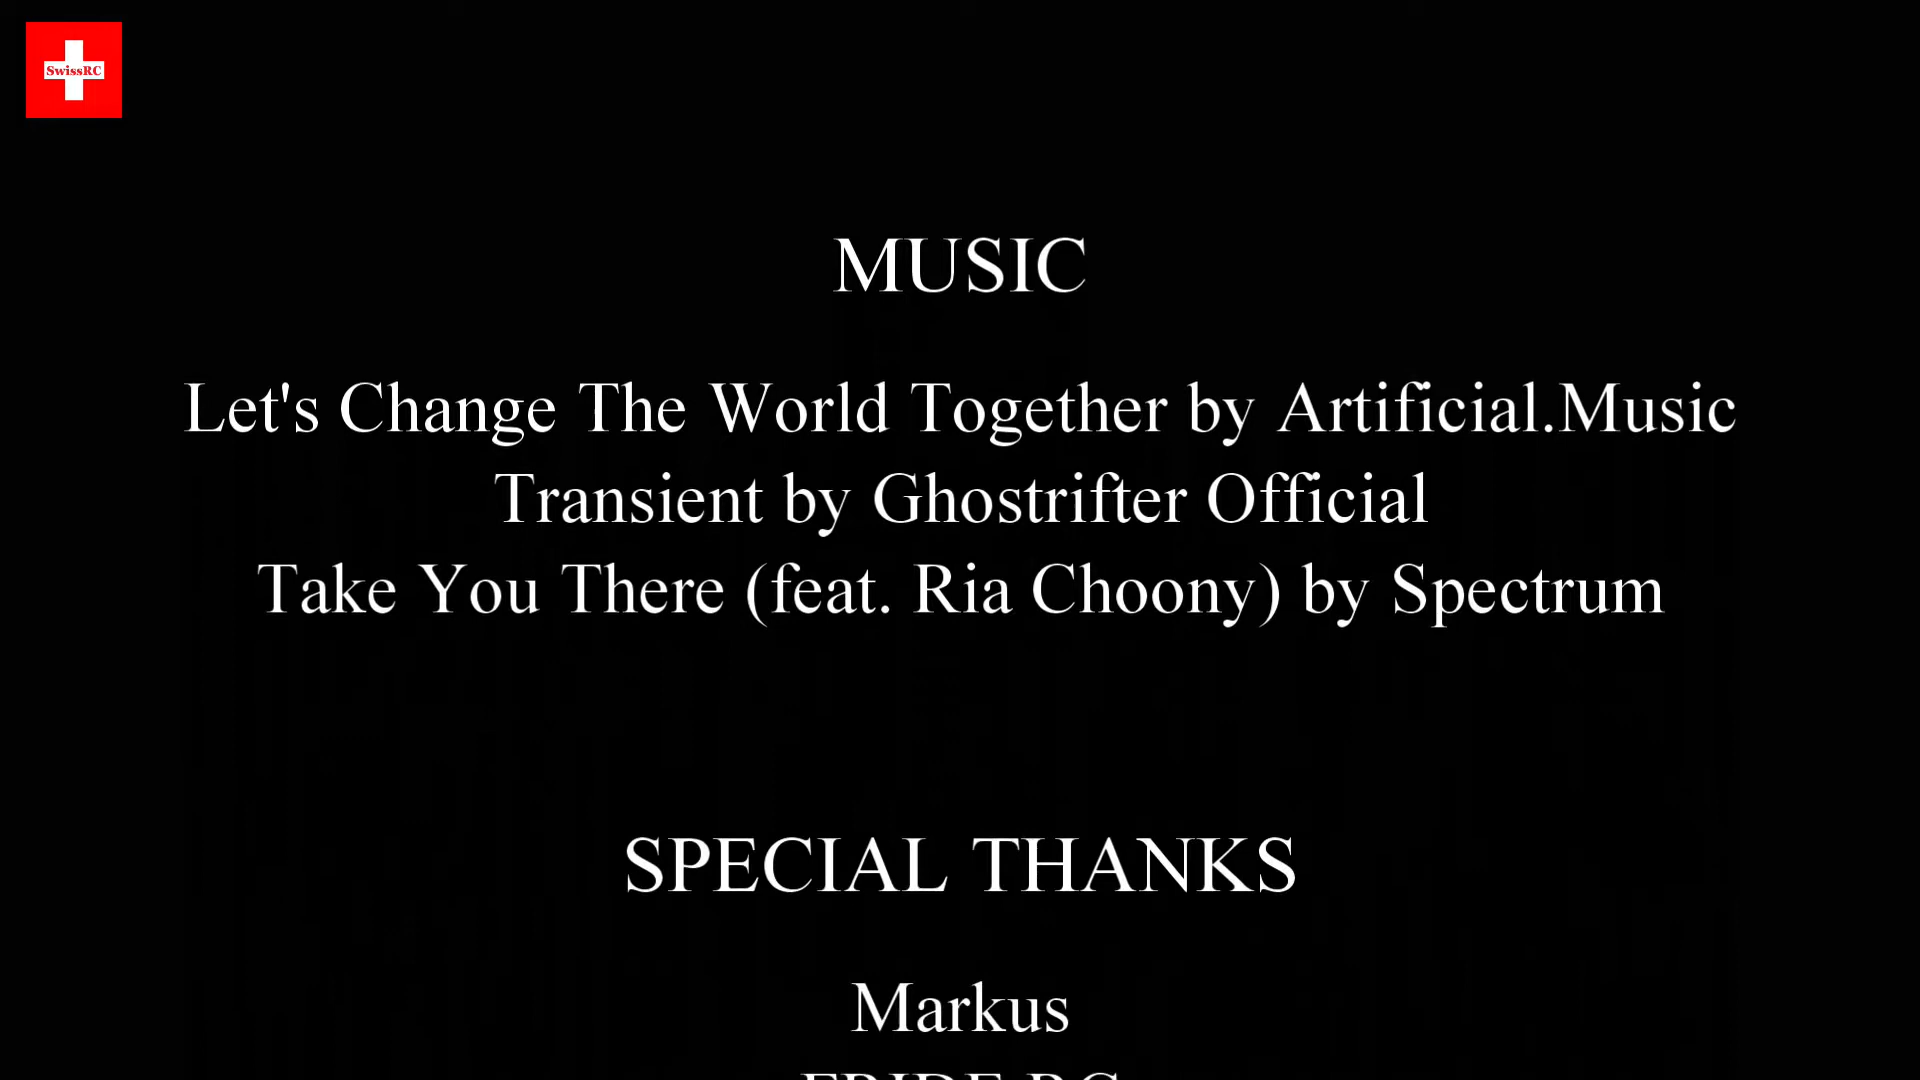 SwissRC
MUSIC
Let's Change The World Together by Artificial.Music
Transient by Ghostrifter Official
Take You There (feat. Ria Choony) by Spectrum
SPECIAL THANKS
Markus